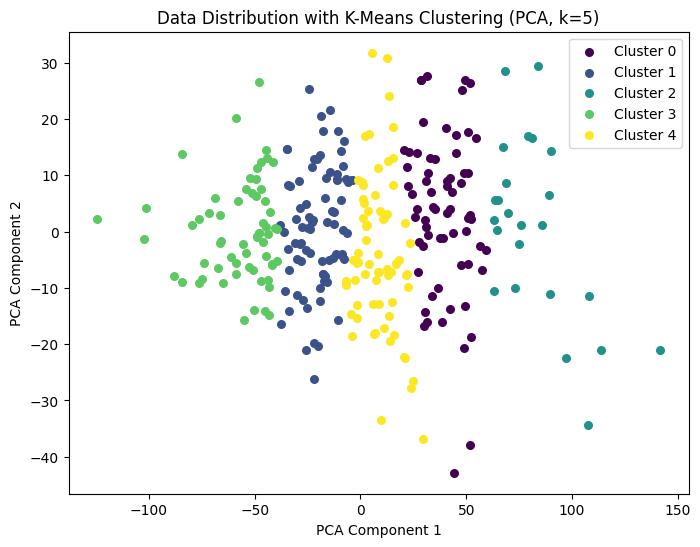 Data Distribution with K-Means Clustering (PCA, k=5)
Cluster 0
Cluster 1
Cluster 2
Cluster 3
Cluster 4
PCA Component 2
30
20
10
0
−10
−20
−30
−40
−100
−50
0
50
100
150
PCA Component 1